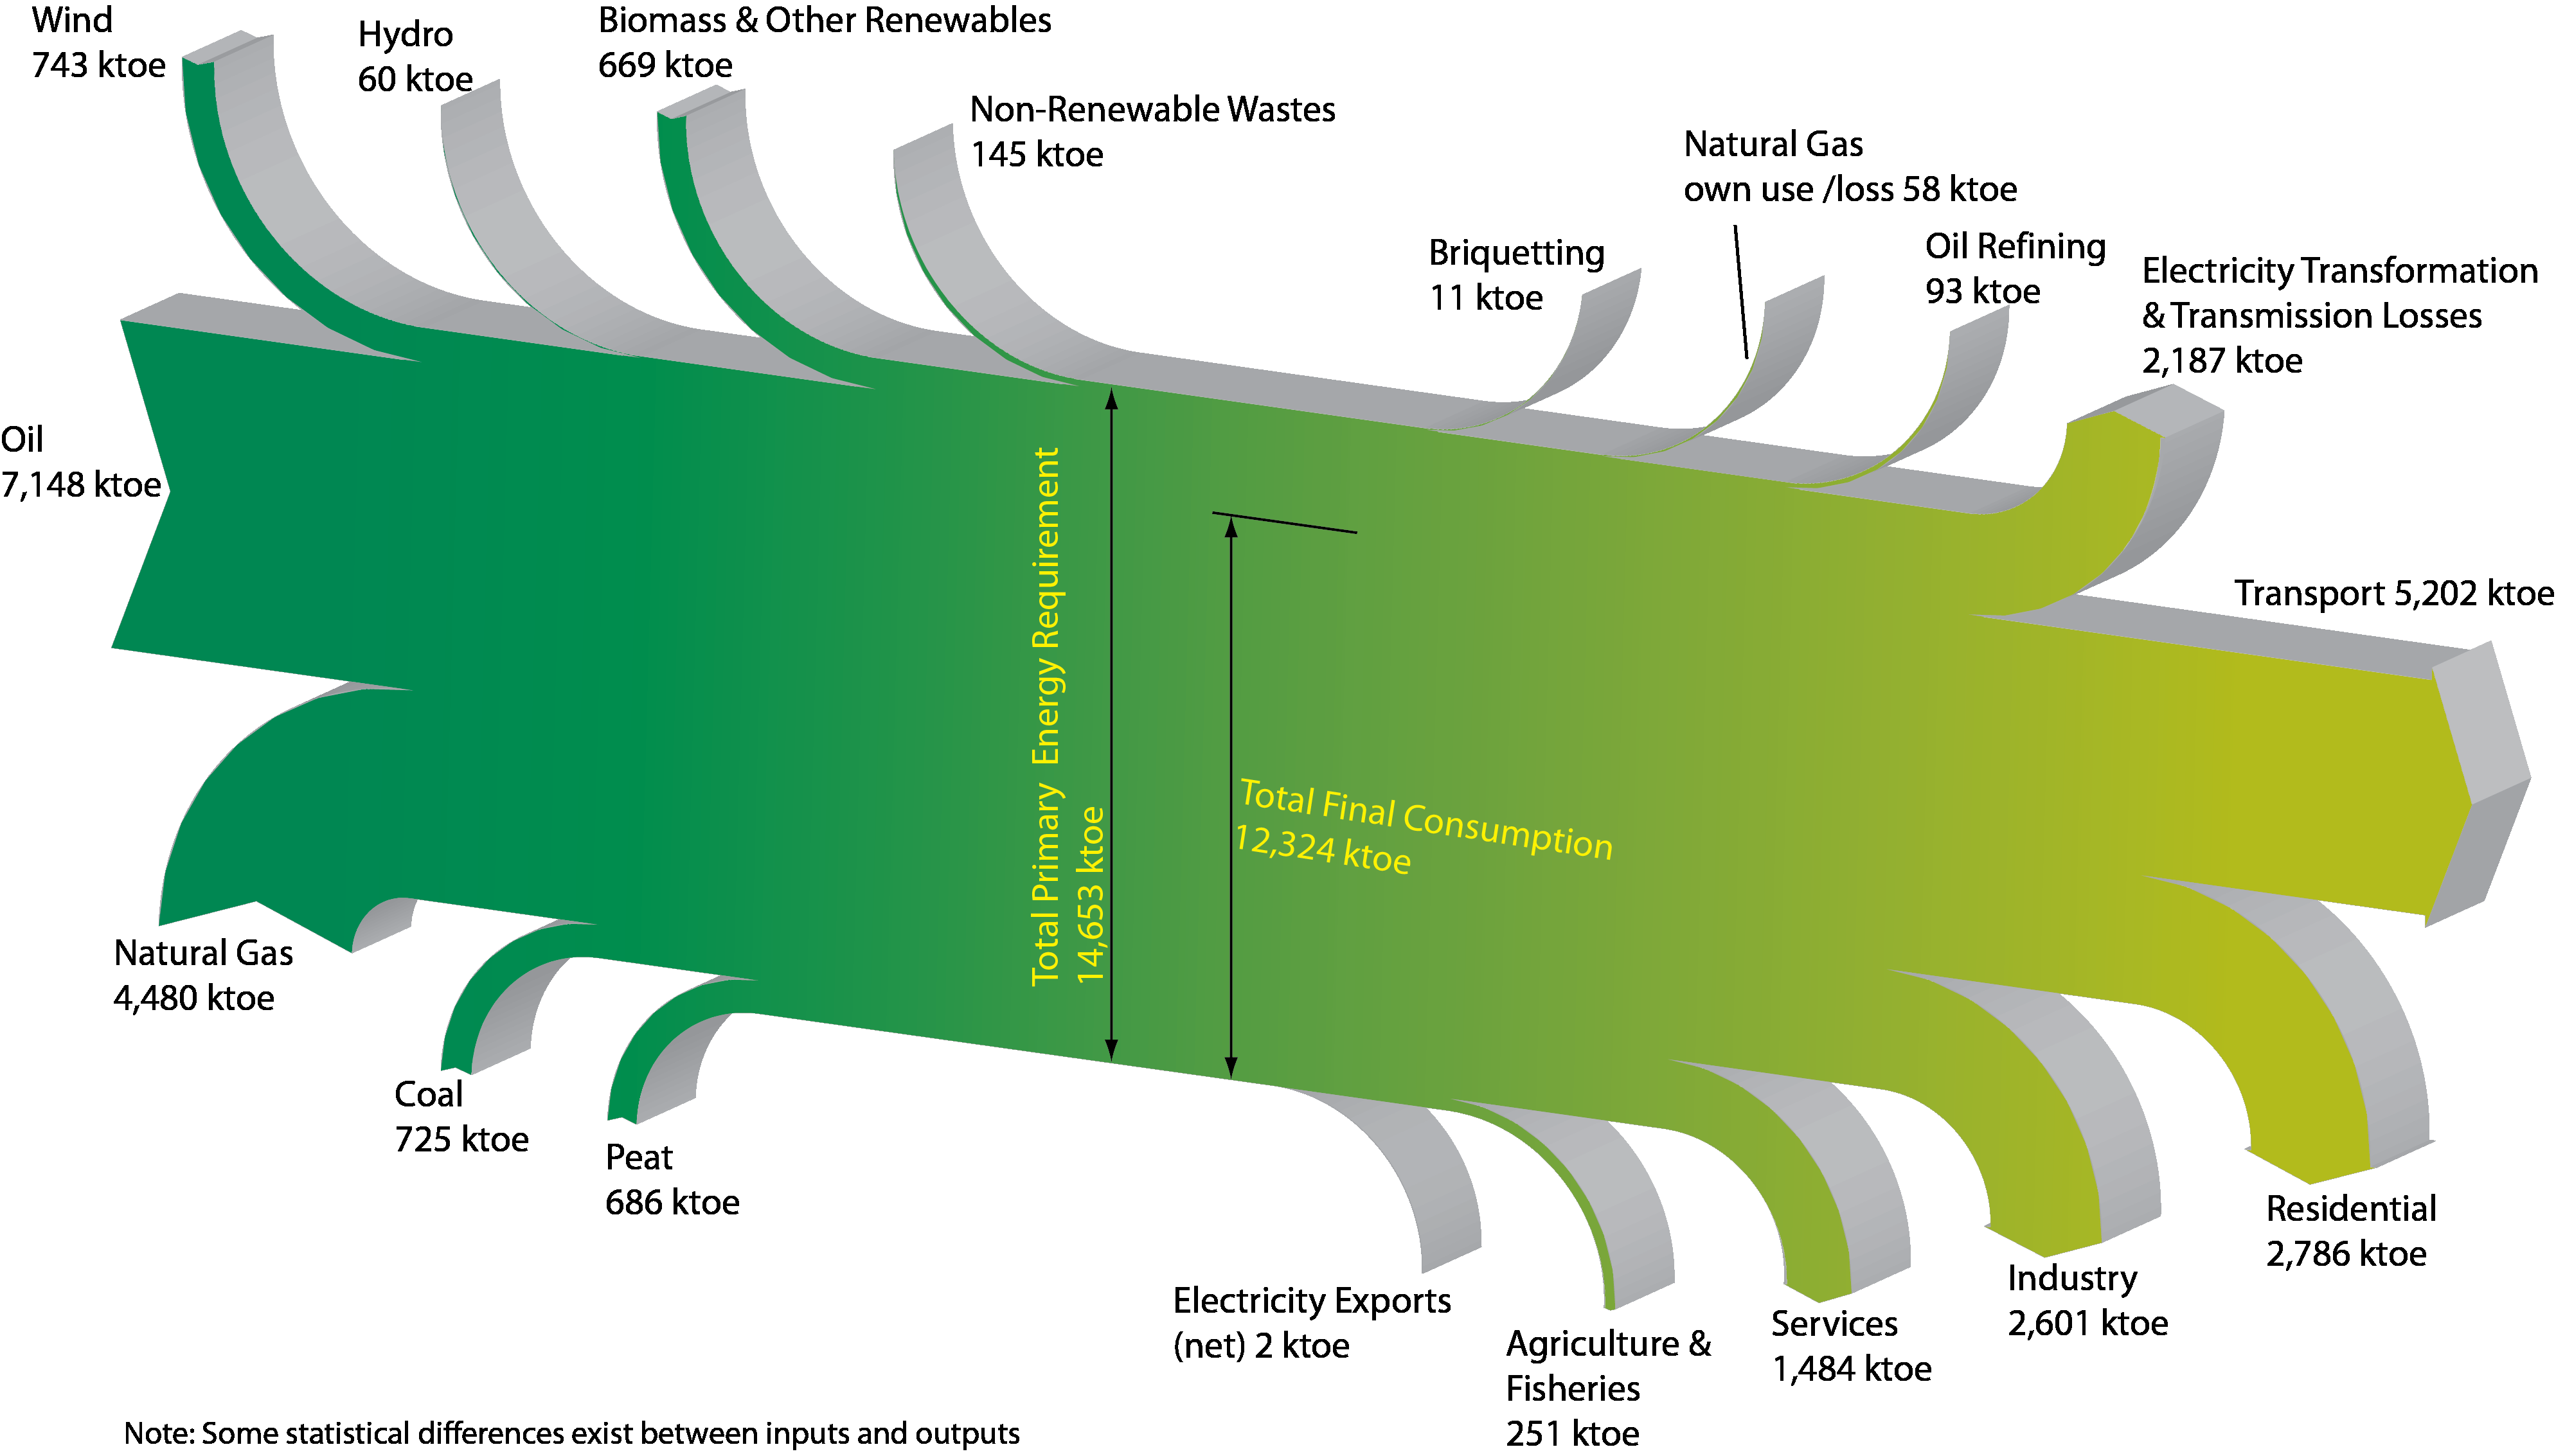 Wind
743 ktoe
Hydro
60 ktoe
Biomass & Other Renewables
669 ktoe
Non-Renewable Wastes
145 ktoe
Natural Gas
own use /loss 58 ktoe
Briquetting
11 ktoe
Oil Refining
93 ktoe
Electricity Transformation
& Transmission Losses
2,187 ktoe
Oil
7,148 ktoe
Transport 5,202 ktoe
Total Primary Energy Requirement
14,653 ktoe
Total Final Consumption
12,324 ktoe
Natural Gas
4,480 ktoe
Coal
725 ktoe
Peat
686 ktoe
Electricity Exports
(net) 2 ktoe
Agriculture &
Fisheries
251 ktoe
Services
1,484 ktoe
Industry
2,601 ktoe
Residential
2,786 ktoe
Note: Some statistical differences exist between inputs and outputs